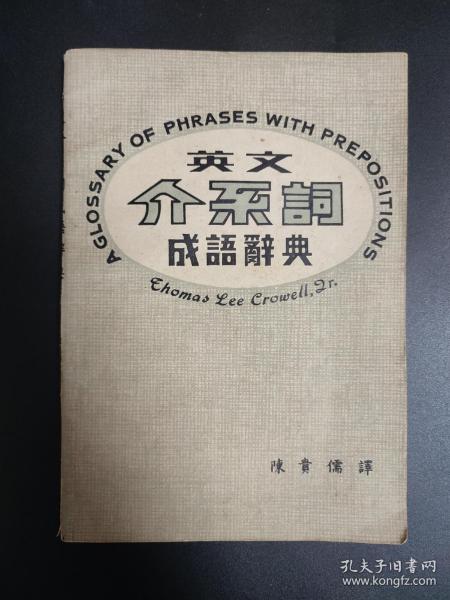 A GLOSSARY OF PHRASES WITH PREPOSITIONS
英文
介系詞
成語辭典
Thomas Lee Crowell, Jr.
陳貴儒譯
孔夫子旧书网
www.kongfz.com